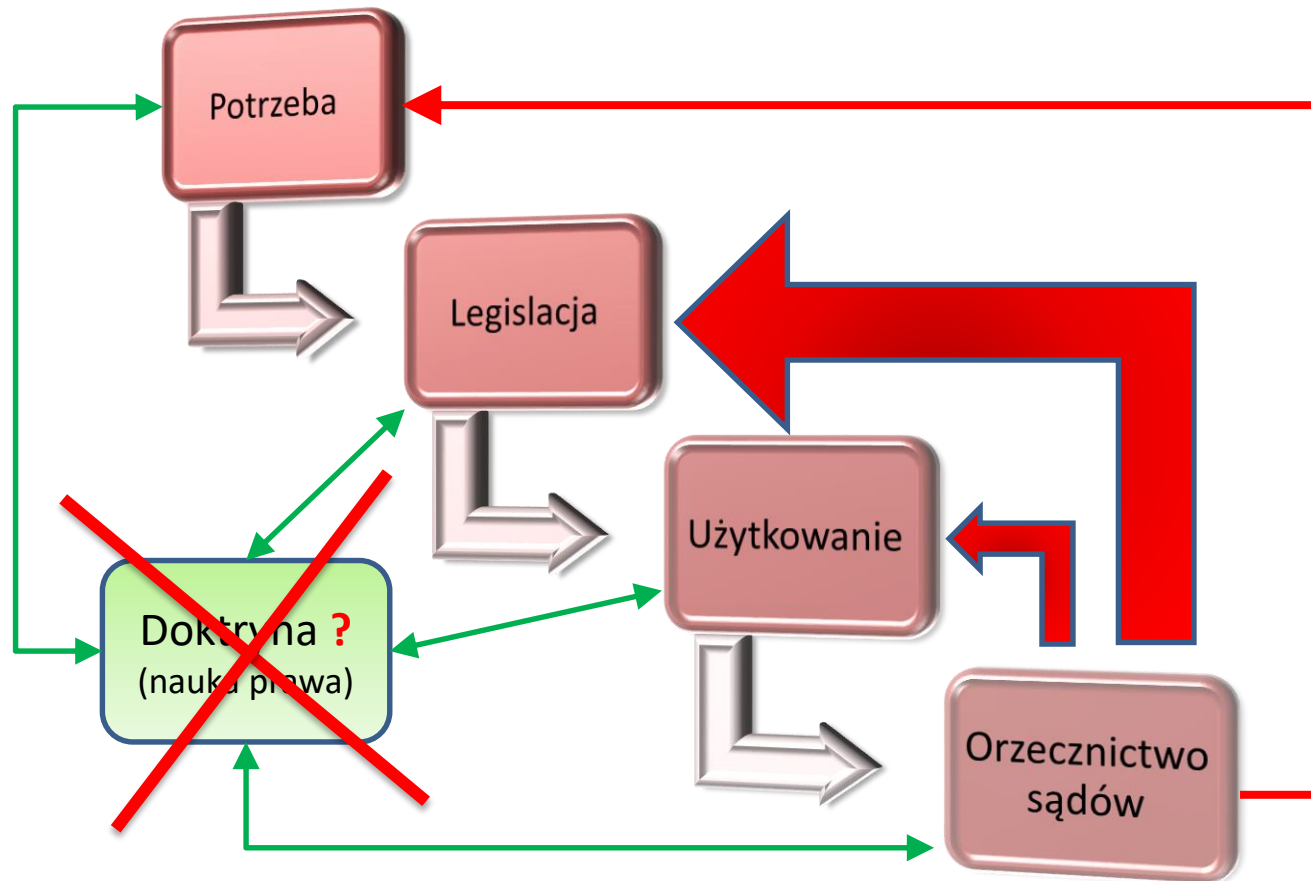 Potrzeba
Legislacja
Użytkowanie
Doktryna ?
(nauka prawa)
Orzecznictwo
sądów